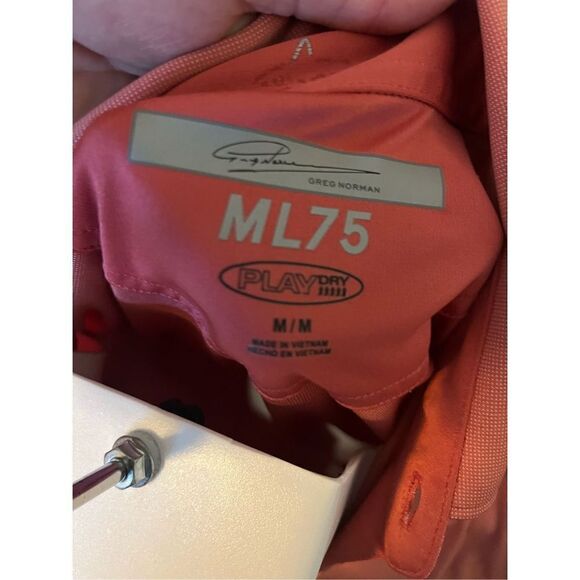 GREG NORMAN
ML75
PLAYDRY
M/M
MADE IN VIETNAM
HECHO EN VIETNAM